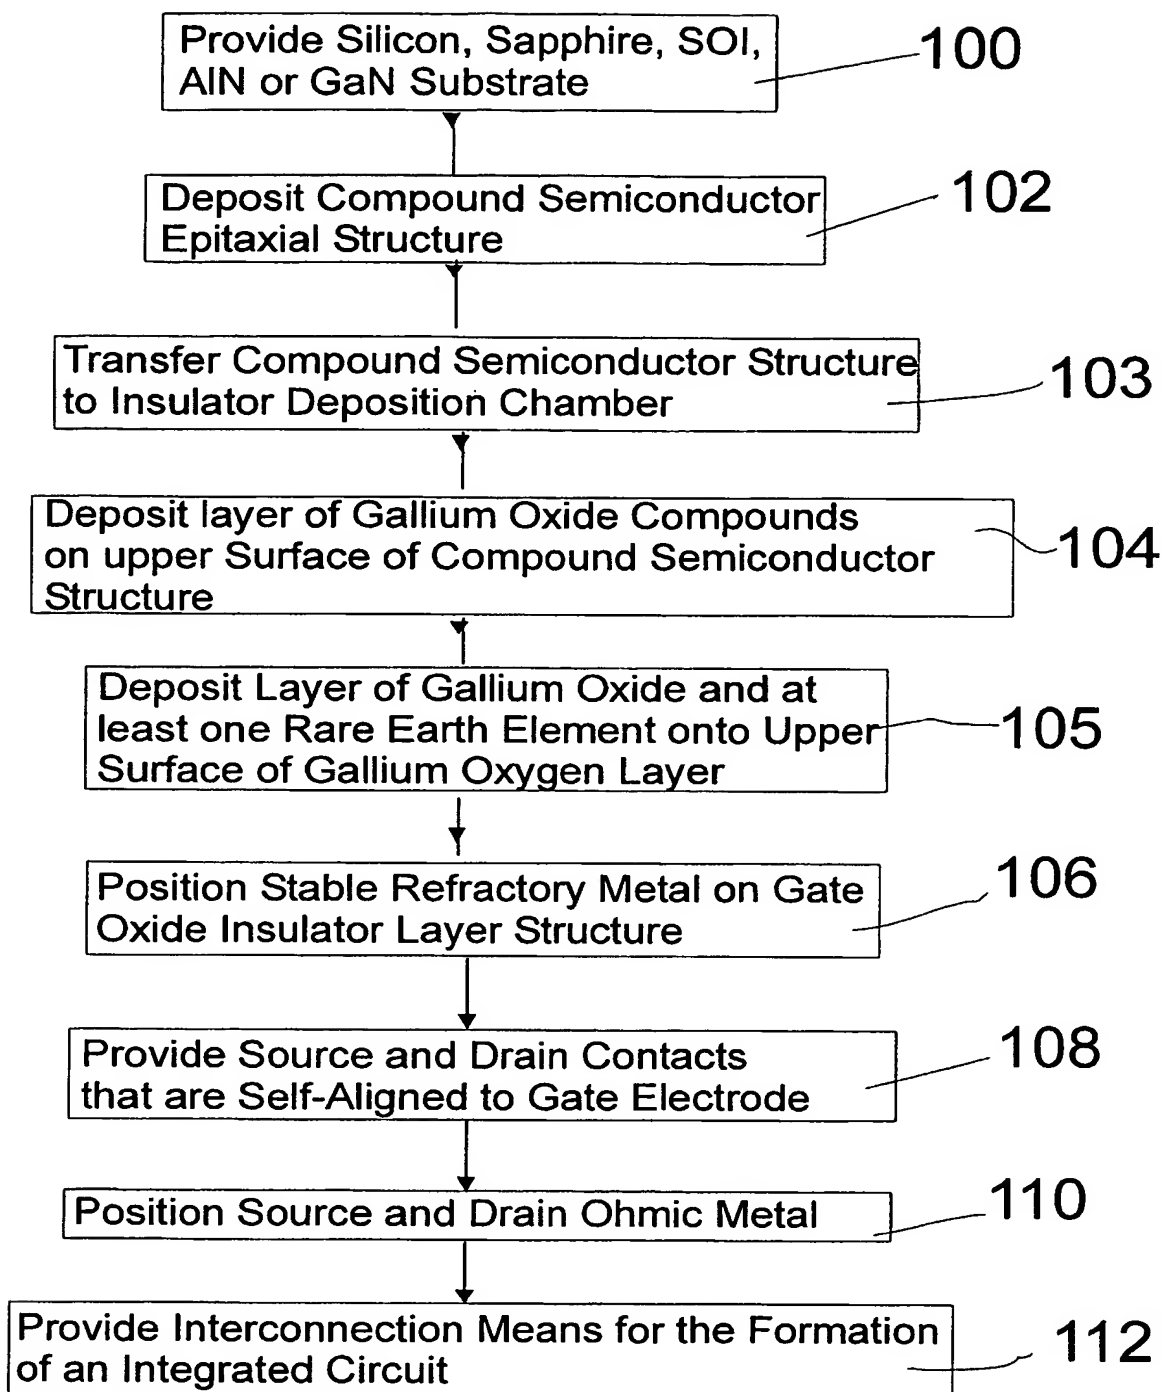 Provide Silicon, Sapphire, SOI,
AlN or GaN Substrate
100
Deposit Compound Semiconductor
Epitaxial Structure
102
Transfer Compound Semiconductor Structure
to Insulator Deposition Chamber
103
Deposit layer of Gallium Oxide Compounds
on upper Surface of Compound Semiconductor
Structure
104
Deposit Layer of Gallium Oxide and at
least one Rare Earth Element onto Upper
Surface of Gallium Oxygen Layer
105
Position Stable Refractory Metal on Gate
Oxide Insulator Layer Structure
106
Provide Source and Drain Contacts
that are Self-Aligned to Gate Electrode
108
Position Source and Drain Ohmic Metal
110
Provide Interconnection Means for the Formation
of an Integrated Circuit
112